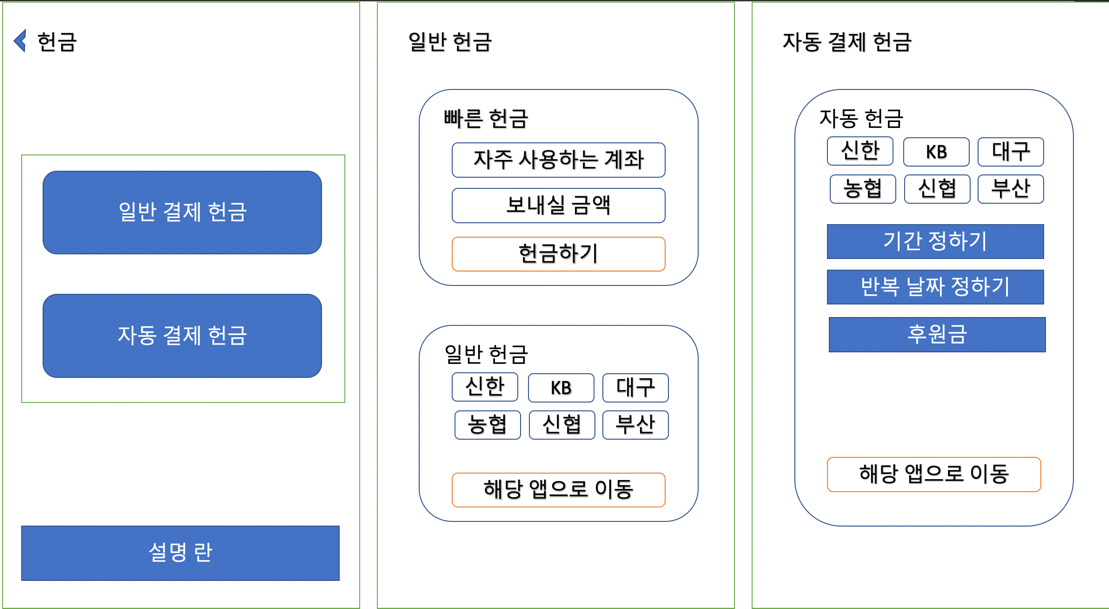 헌금
일반 결제 헌금
자동 결제 헌금
설명 란
일반 헌금
빠른 헌금
자주 사용하는 계좌
보내실 금액
헌금하기
일반 헌금
신한 KB 대구
농협 신협 부산
해당 앱으로 이동
자동 결제 헌금
자동 헌금
신한 KB 대구
농협 신협 부산
기간 정하기
반복 날짜 정하기
후원금
해당 앱으로 이동